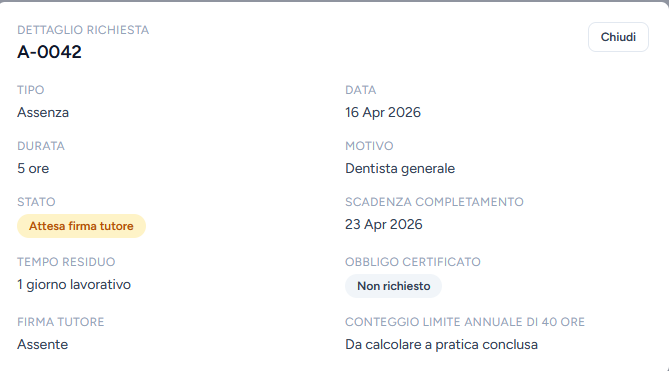 DETTAGLIO RICHIESTA
A-0042
Chiudi
TIPO
Assenza
DATA
16 Apr 2026
DURATA
5 ore
MOTIVO
Dentista generale
STATO
Attesa firma tutore
SCADENZA COMPLETAMENTO
23 Apr 2026
TEMPO RESIDUO
1 giorno lavorativo
OBBLIGO CERTIFICATO
Non richiesto
FIRMA TUTORE
Assente
CONTEGGIO LIMITE ANNUALE DI 40 ORE
Da calcolare a pratica conclusa